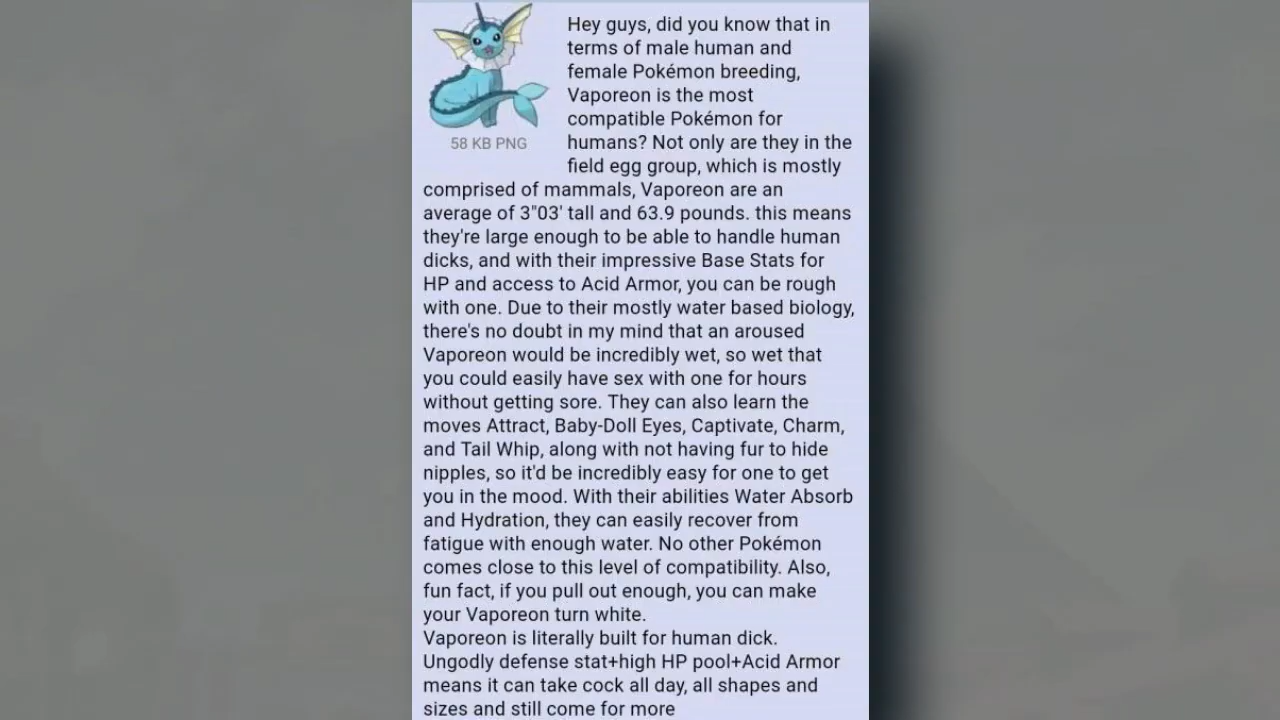 Hey guys, did you know that in
terms of male human and
female Pokémon breeding,
Vaporeon is the most
compatible Pokémon for
humans? Not only are they in the
field egg group, which is mostly
58 KB PNG
comprised of mammals, Vaporeon are an
average of 3"03' tall and 63.9 pounds. this means
they're large enough to be able to handle human
dicks, and with their impressive Base Stats for
HP and access to Acid Armor, you can be rough
with one. Due to their mostly water based biology,
there's no doubt in my mind that an aroused
Vaporeon would be incredibly wet, so wet that
you could easily have sex with one for hours
without getting sore. They can also learn the
moves Attract, Baby-Doll Eyes, Captivate, Charm,
and Tail Whip, along with not having fur to hide
nipples, so it'd be incredibly easy for one to get
you in the mood. With their abilities Water Absorb
and Hydration, they can easily recover from
fatigue with enough water. No other Pokémon
comes close to this level of compatibility. Also,
fun fact, if you pull out enough, you can make
your Vaporeon turn white.
Vaporeon is literally built for human dick.
Ungodly defense stat+high HP pool+Acid Armor
means it can take cock all day, all shapes and
sizes and still come for more